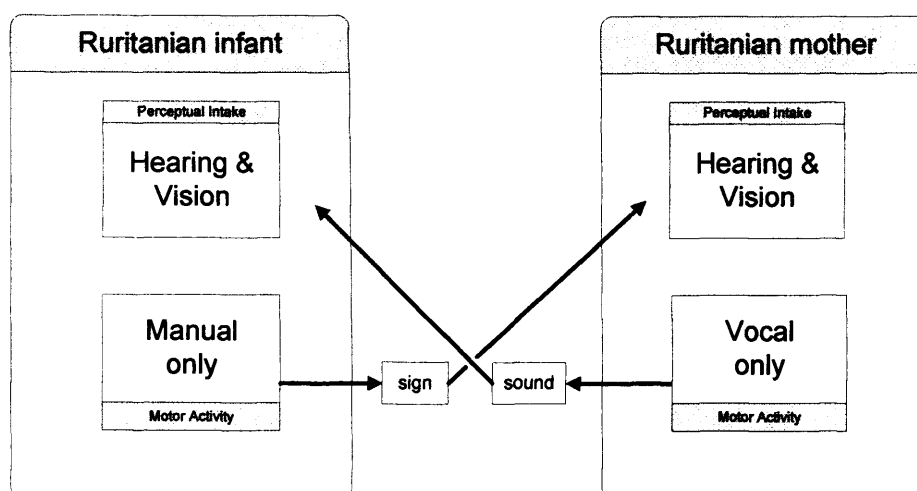 Ruritanian infant
Perceptual Intake
Hearing &
Vision
Manual
only
Motor Activity
sign
sound
Ruritanian mother
Perceptual Intake
Hearing &
Vision
Vocal
only
Motor Activity